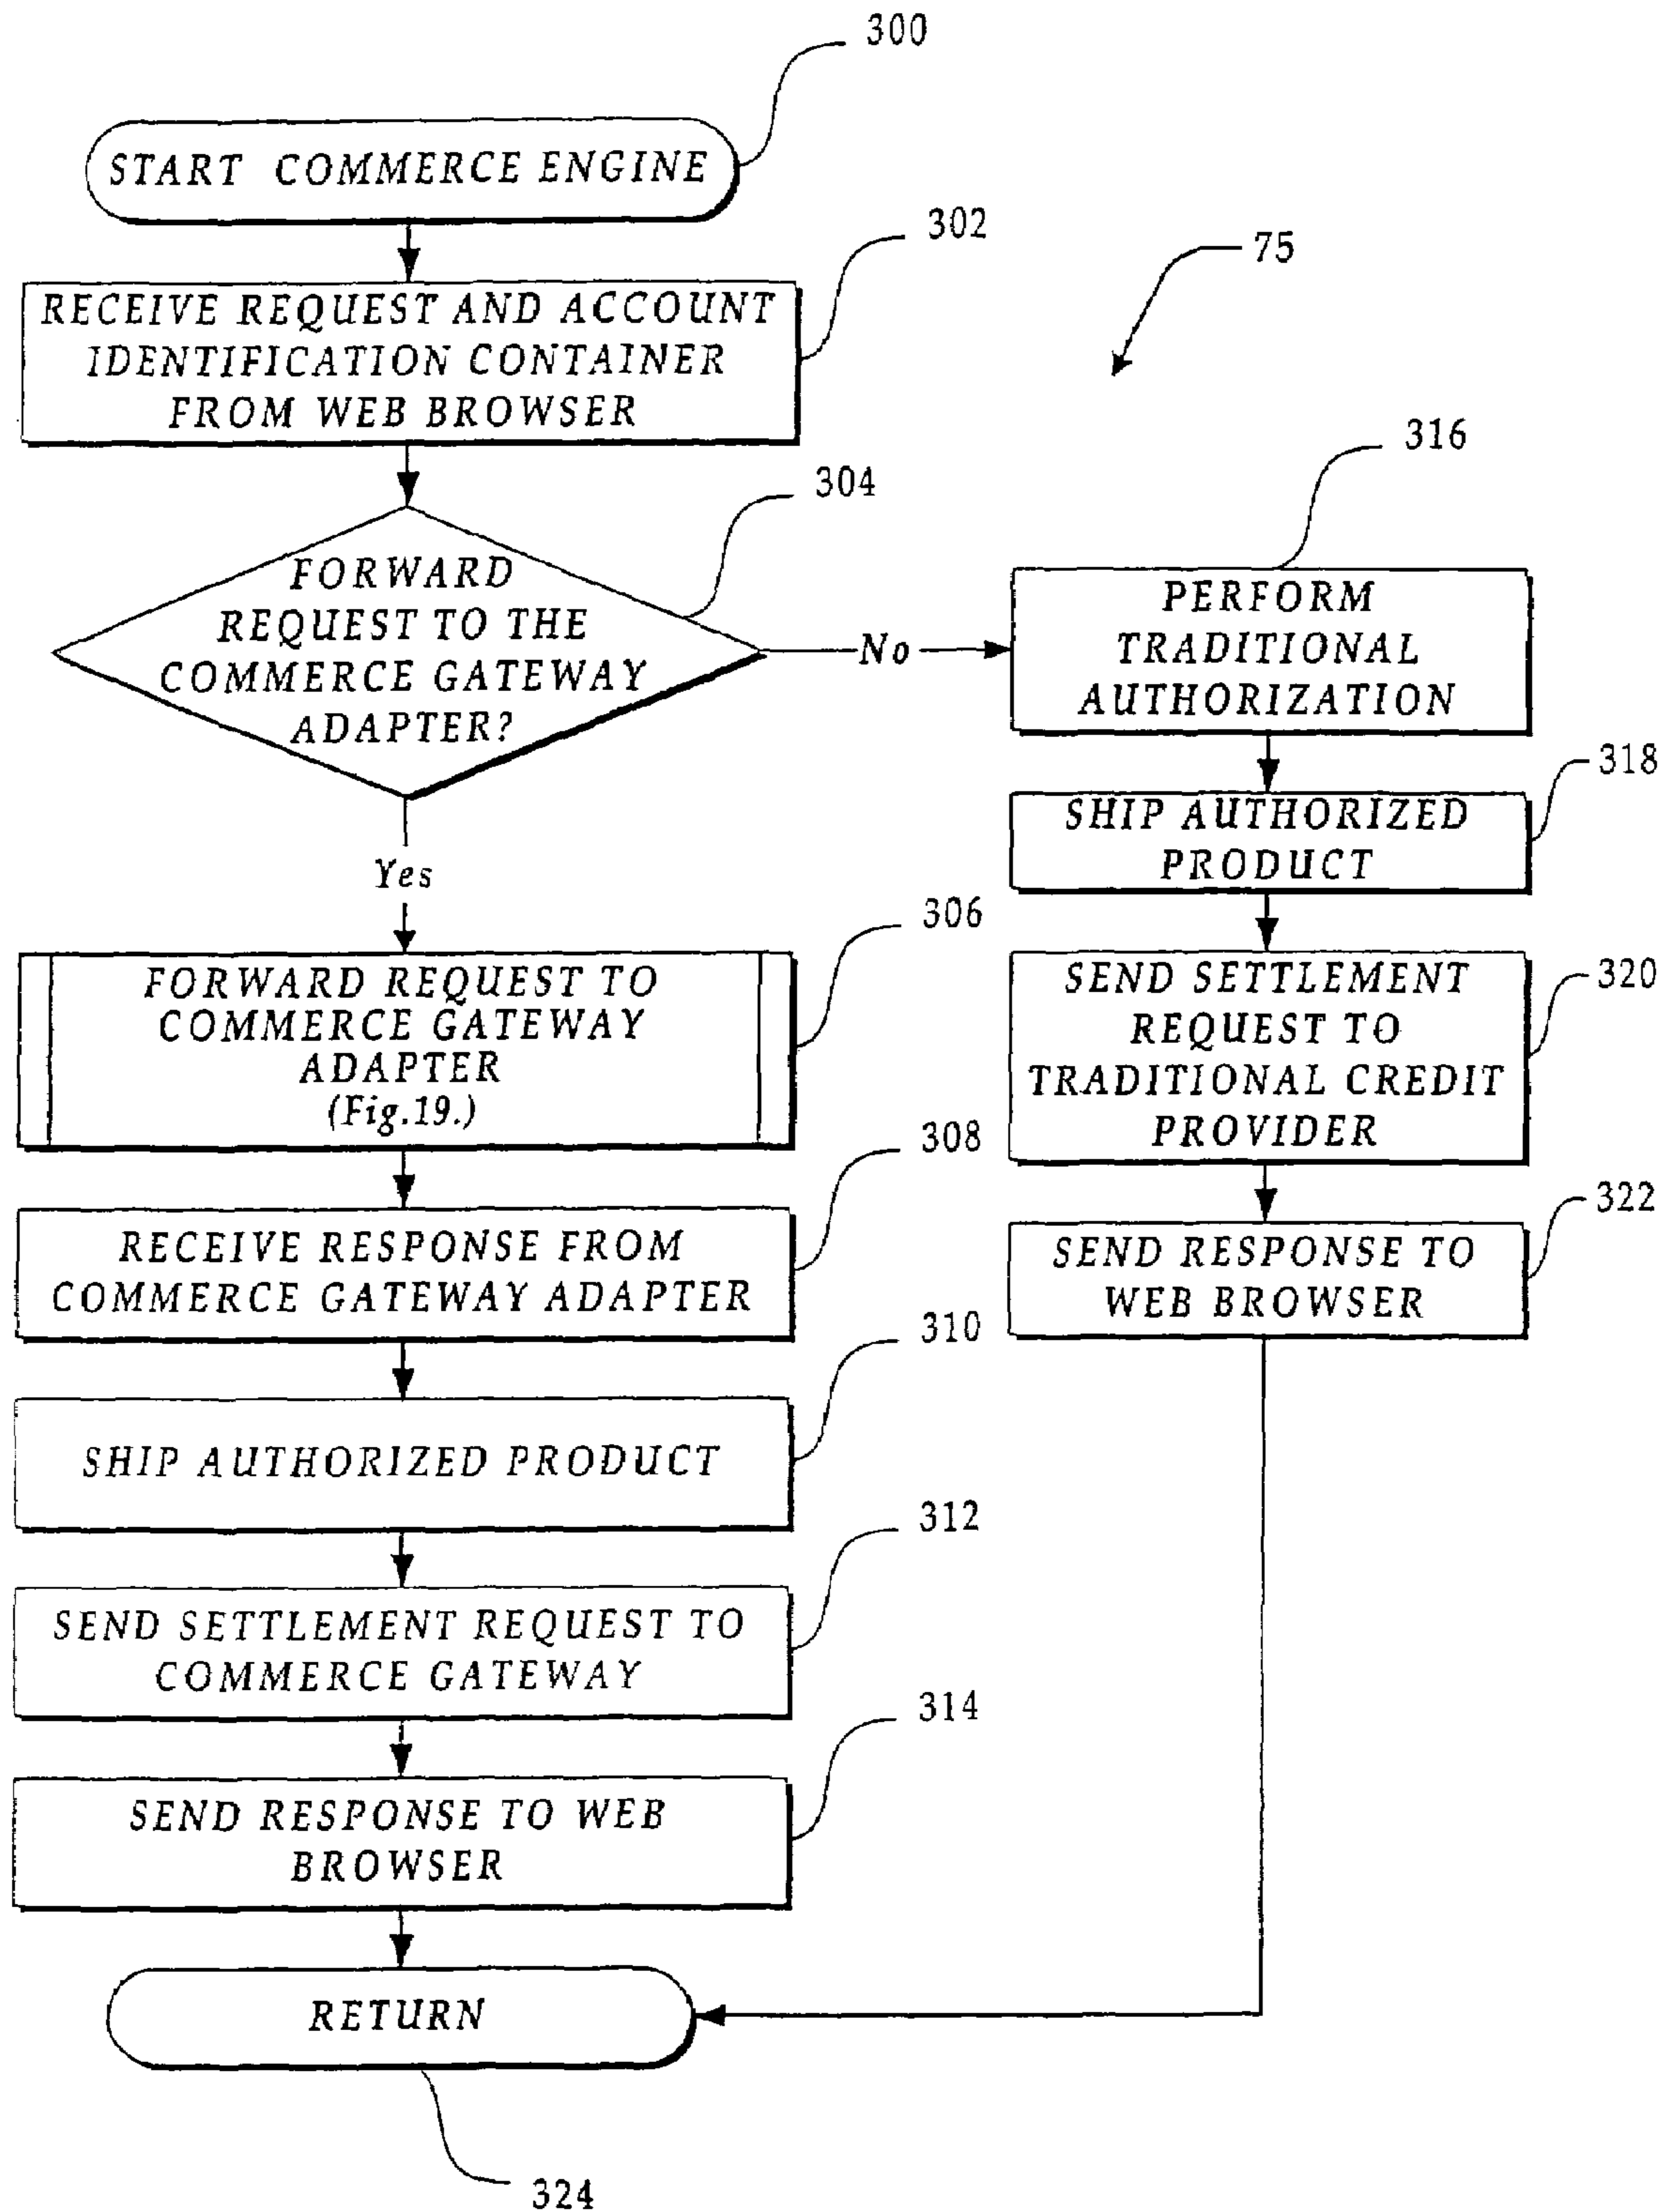 300
START COMMERCE ENGINE
302
RECEIVE REQUEST AND ACCOUNT
IDENTIFICATION CONTAINER
FROM WEB BROWSER
75
304
FORWARD
REQUEST TO THE
COMMERCE GATEWAY
ADAPTER?
No
316
PERFORM
TRADITIONAL
AUTHORIZATION
318
SHIP AUTHORIZED
PRODUCT
Yes
306
FORWARD REQUEST TO
COMMERCE GATEWAY
ADAPTER
(Fig.19.)
320
SEND SETTLEMENT
REQUEST TO
TRADITIONAL CREDIT
PROVIDER
308
RECEIVE RESPONSE FROM
COMMERCE GATEWAY ADAPTER
322
SEND RESPONSE TO
WEB BROWSER
310
SHIP AUTHORIZED PRODUCT
312
SEND SETTLEMENT REQUEST TO
COMMERCE GATEWAY
314
SEND RESPONSE TO WEB
BROWSER
RETURN
324